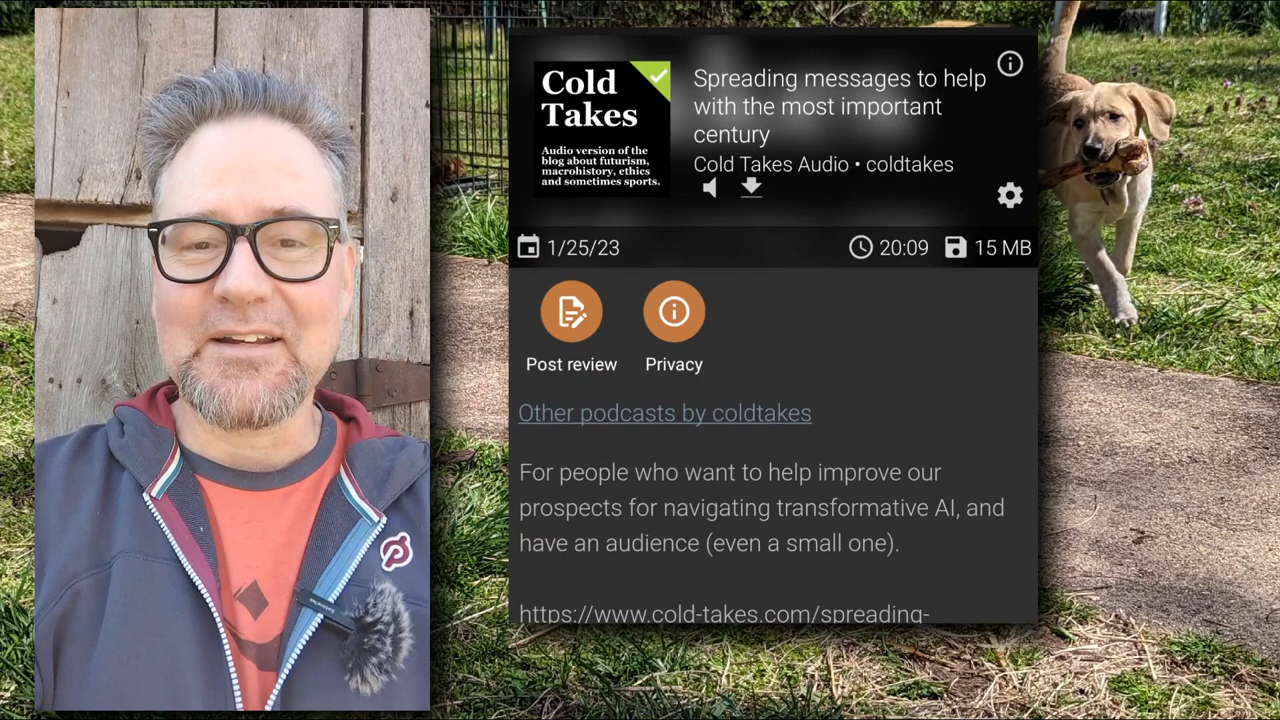 Cold
Takes
Audio version of the
blog about futurism,
macrohistory, ethics
and sometimes sports.
Spreading messages to help
with the most important
century
Cold Takes Audio • coldtakes
1/25/23
20:09
15 MB
Post review
Privacy
Other podcasts by coldtakes
For people who want to help improve our
prospects for navigating transformative AI, and
have an audience (even a small one).
https://www.cold-takes.com/spreading-